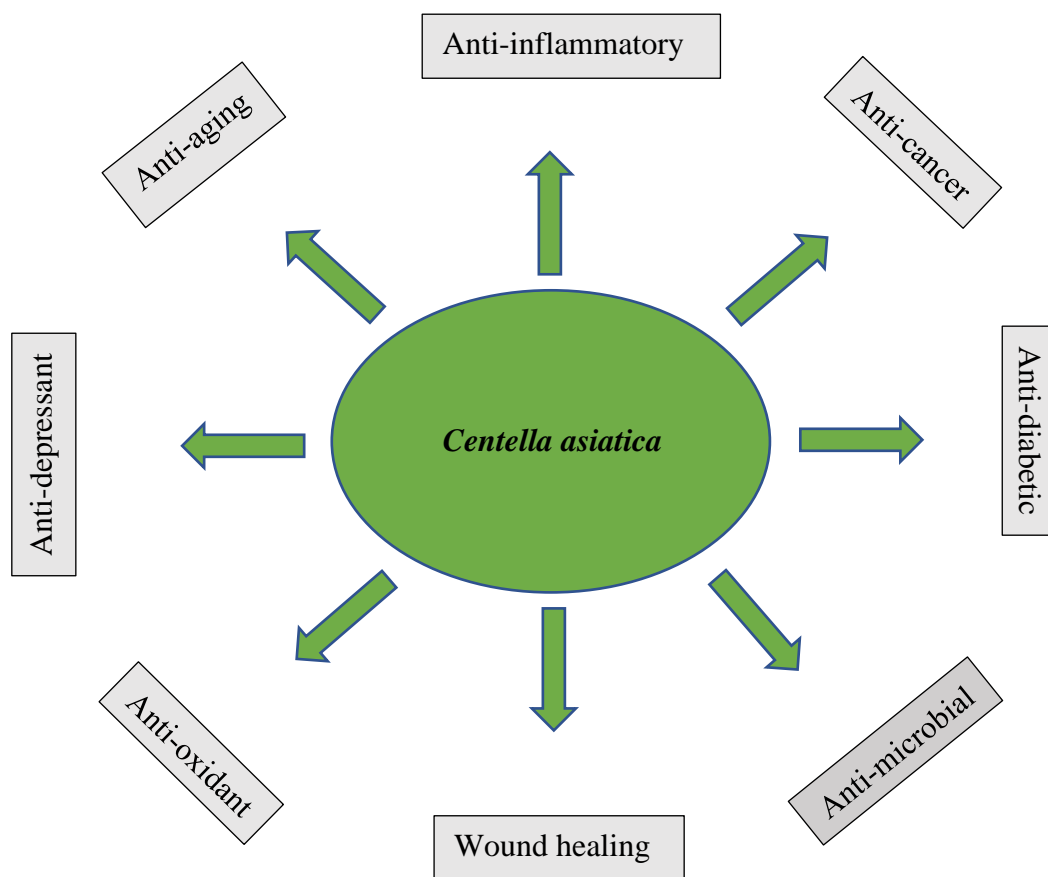 Anti-inflammatory
Anti-aging
Anti-cancer
Anti-depressant
Centella asiatica
Anti-diabetic
Anti-oxidant
Anti-microbial
Wound healing